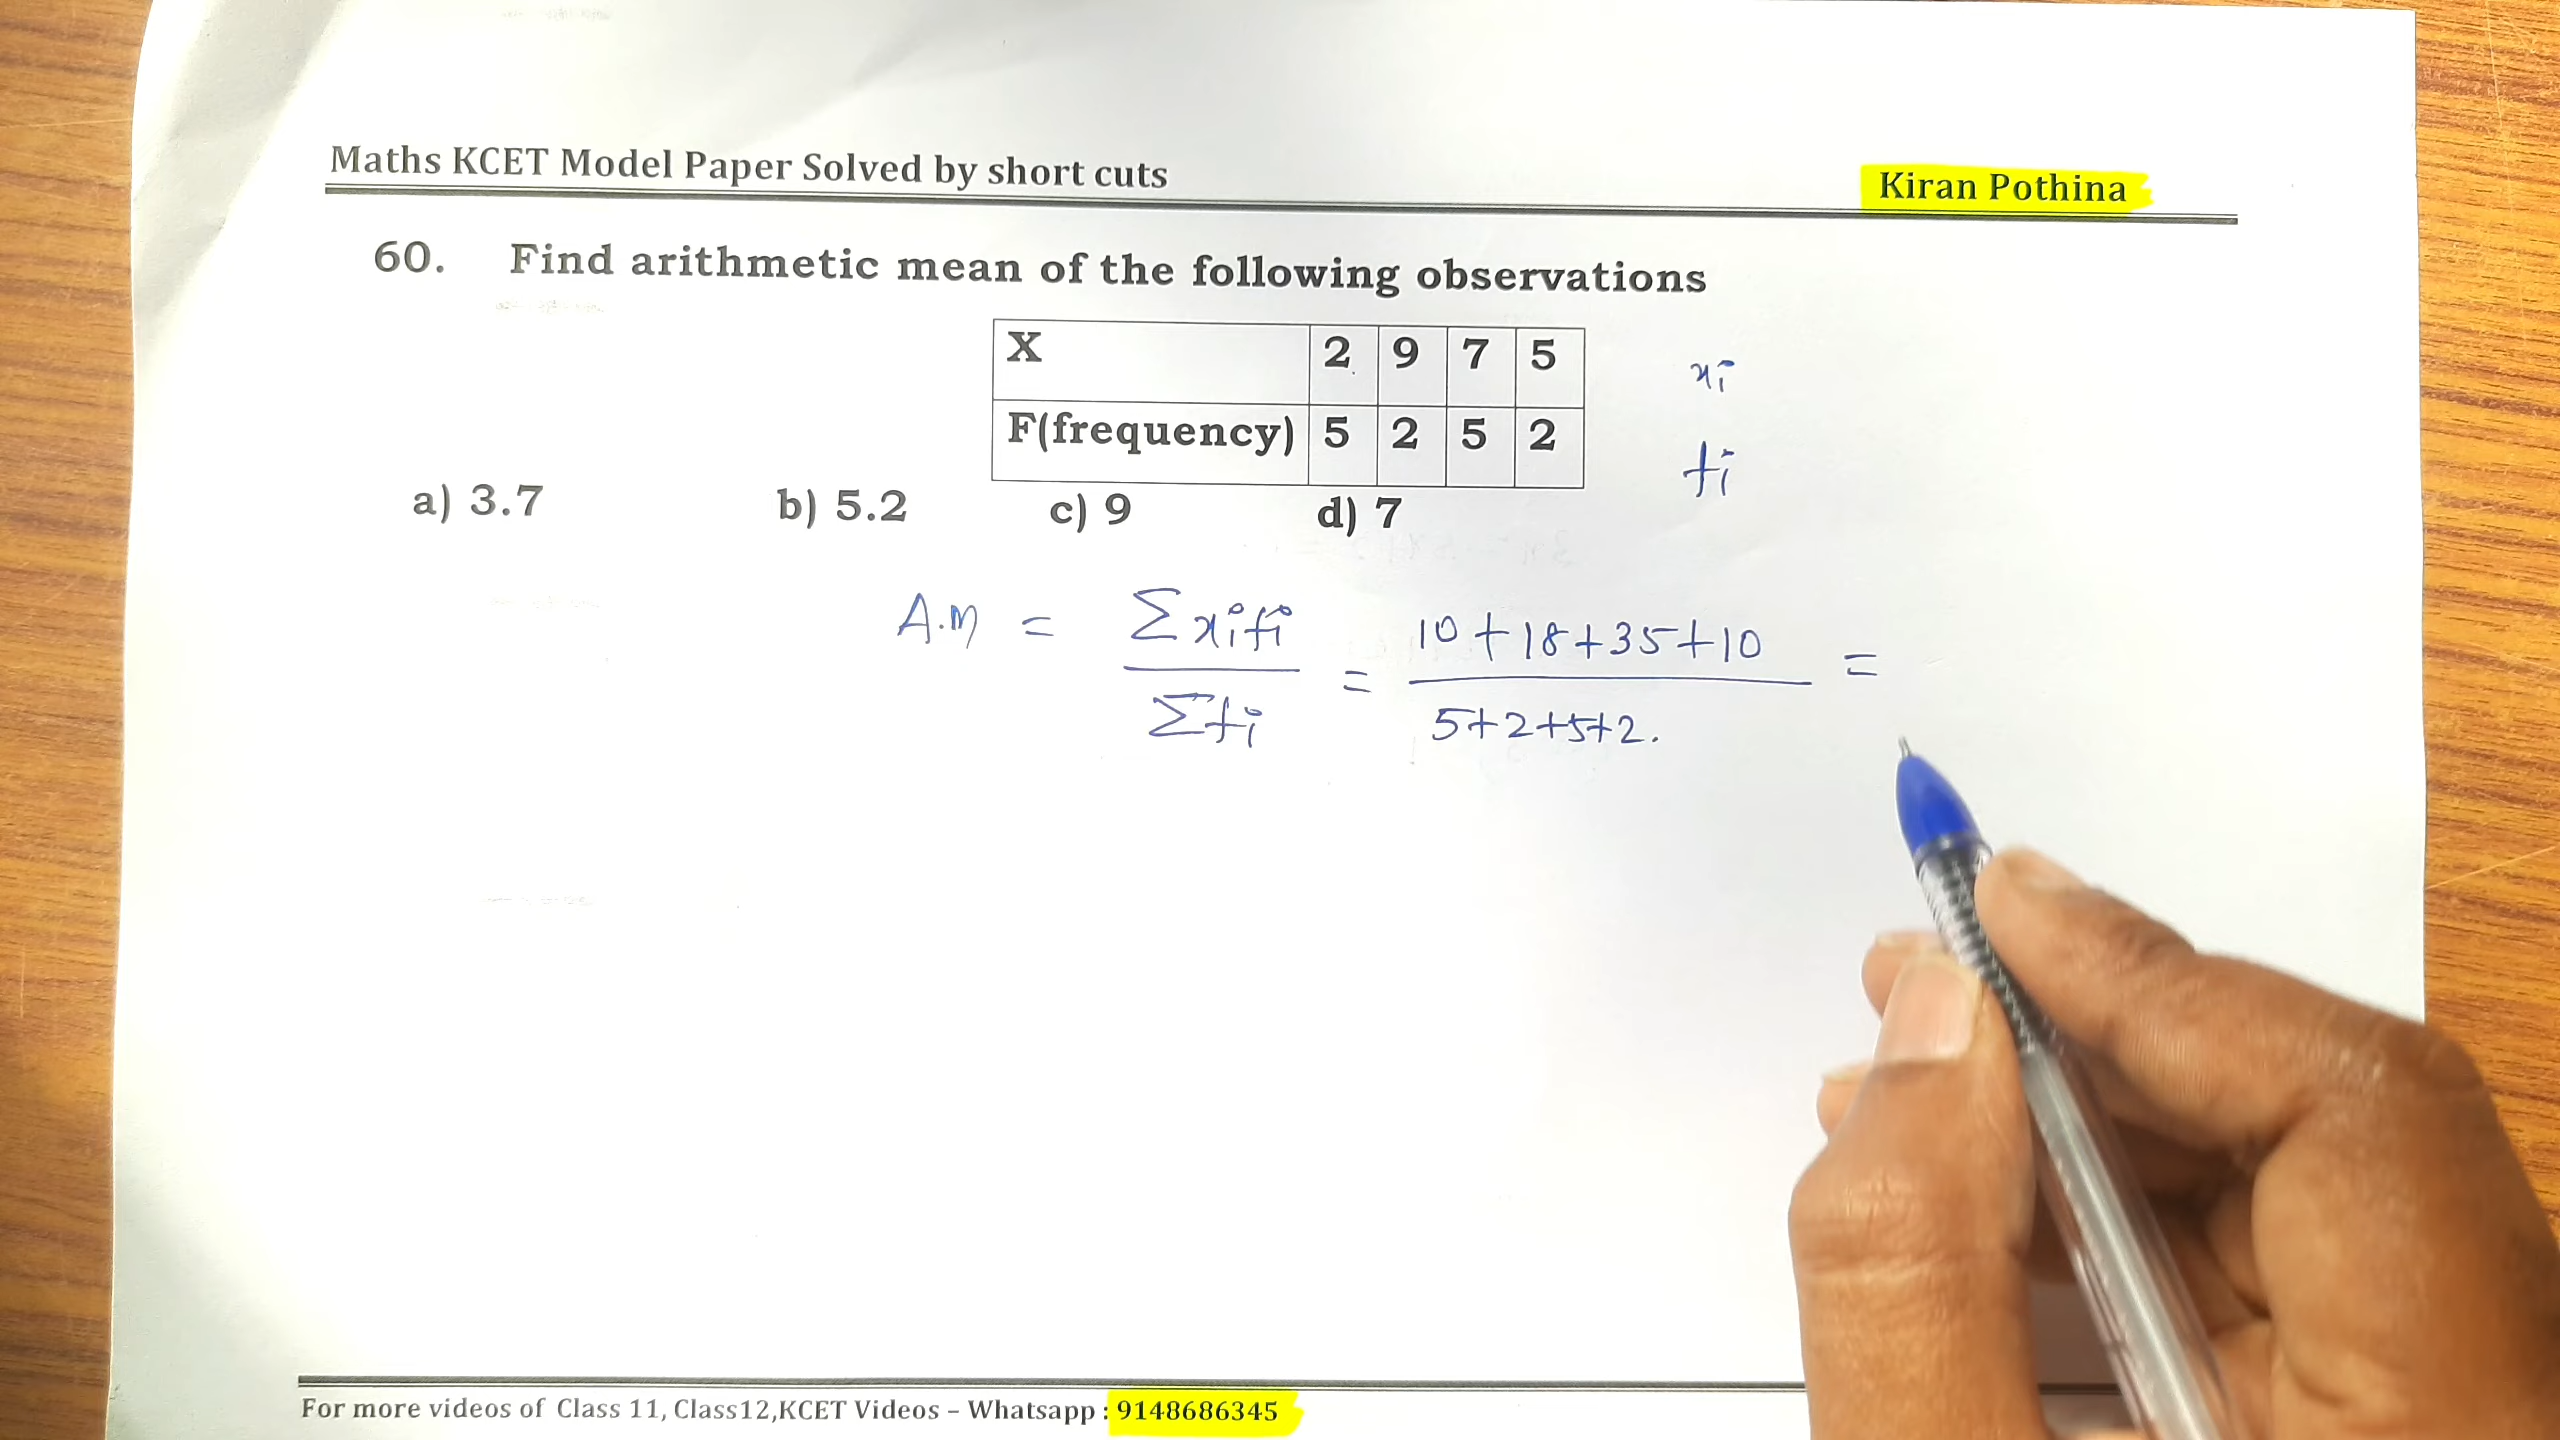 Maths KCET Model Paper Solved by short cuts Kiran Pothina
60. Find arithmetic mean of the following observations
X 2 9 7 5 xi
F(frequency) 5 2 5 2 fi
a) 3.7 b) 5.2 c) 9 d) 7
A.M = Σxifi / Σfi = 10+18+35+10 / 5+2+5+2. =
For more videos of Class 11, Class12,KCET Videos – Whatsapp : 9148686345